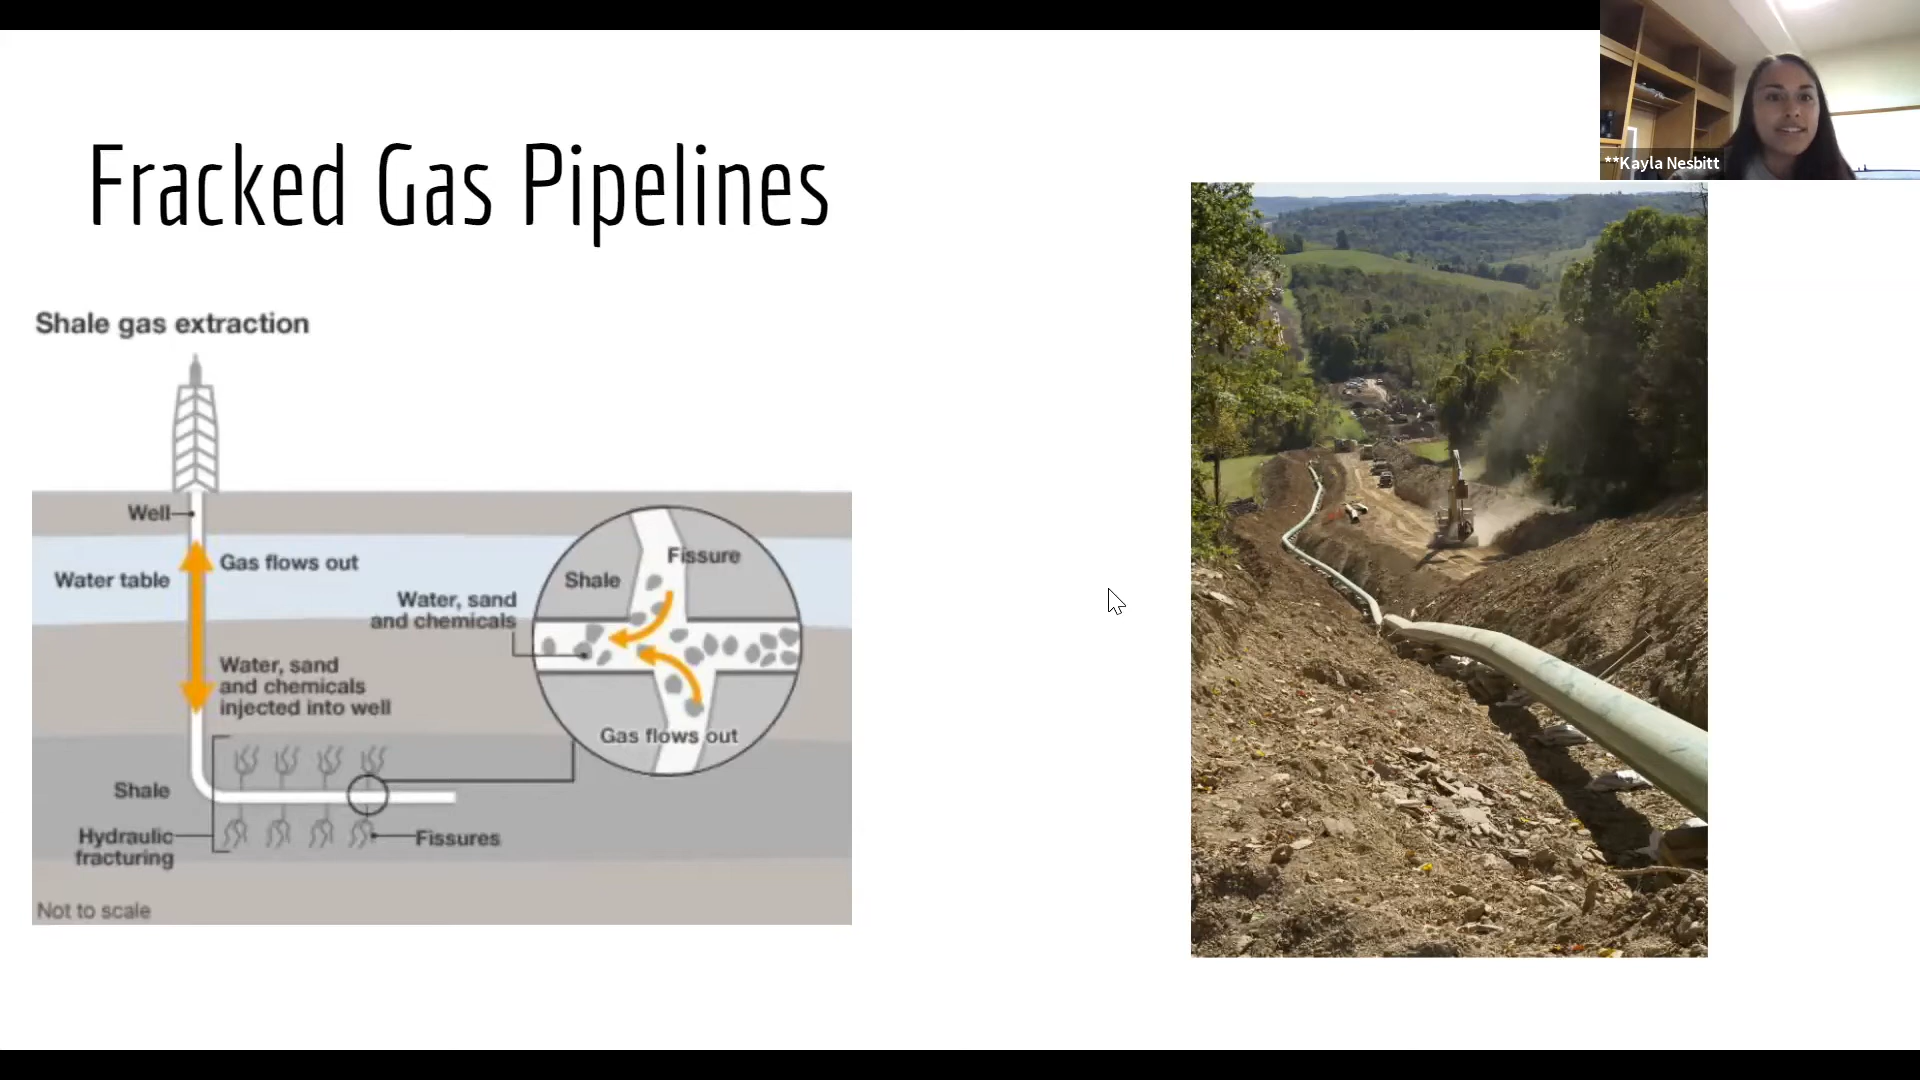 **Kayla Nesbitt
Fracked Gas Pipelines
Shale gas extraction
Well
Gas flows out
Water table
Water, sand
and chemicals
injected into well
Shale
Hydraulic
fracturing
Fissures
Not to scale
Water, sand
and chemicals
Fissure
Shale
Gas flows out